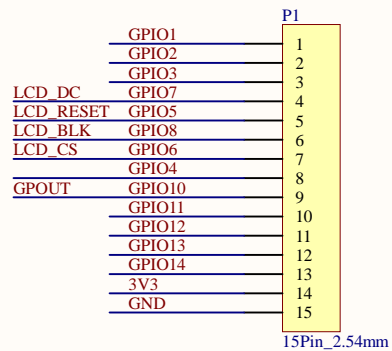 P1
GPIO1 1
GPIO2 2
GPIO3 3
LCD_DC GPIO7 4
LCD_RESET GPIO5 5
LCD_BLK GPIO8 6
LCD_CS GPIO6 7
GPIO4 8
GPOUT GPIO10 9
GPIO11 10
GPIO12 11
GPIO13 12
GPIO14 13
3V3 14
GND 15
15Pin_2.54mm